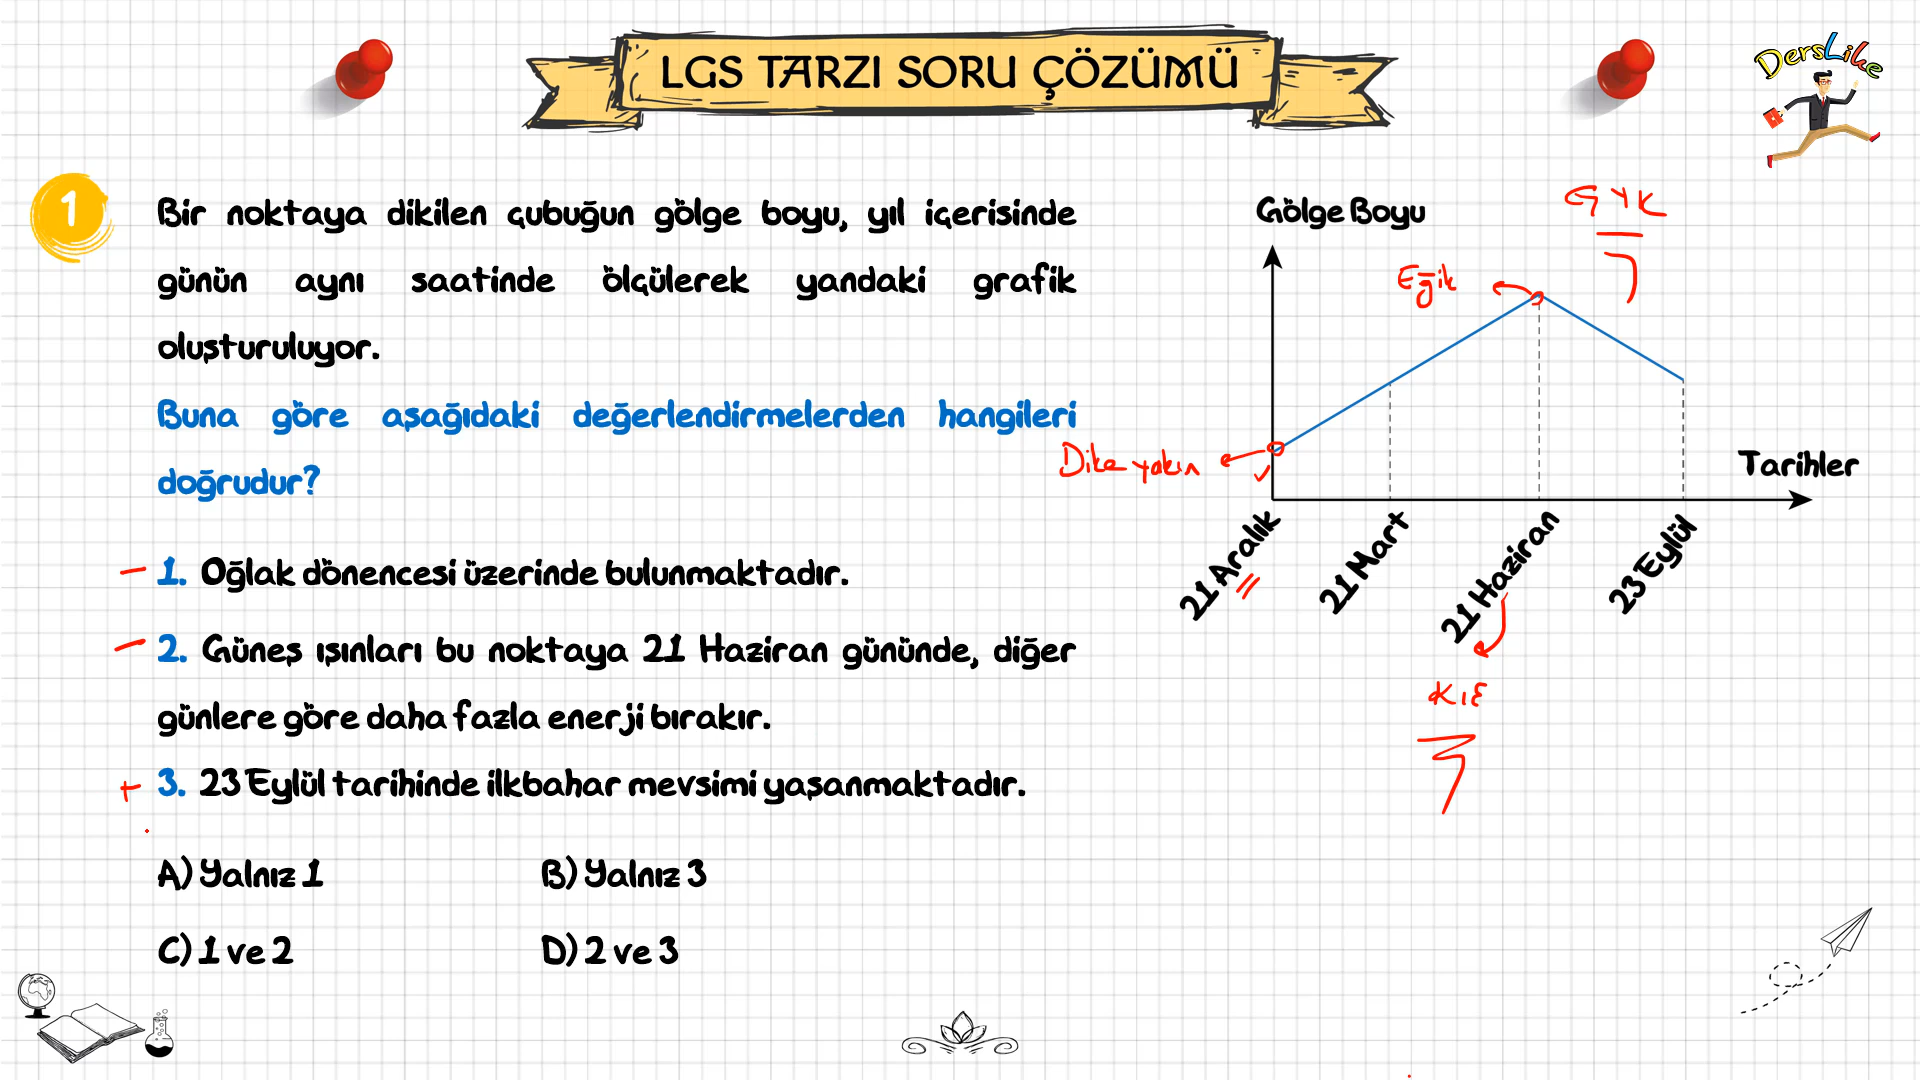 LGS TARZI SORU ÇÖZÜMÜ
DersLike
1
Bir noktaya dikilen çubuğun gölge boyu, yıl içerisinde
günün aynı saatinde ölçülerek yandaki grafik
oluşturuluyor.
Buna göre aşağıdaki değerlendirmelerden hangileri
doğrudur?
1. Oğlak dönencesi üzerinde bulunmaktadır.
2. Güneş ışınları bu noktaya 21 Haziran gününde, diğer
günlere göre daha fazla enerji bırakır.
+ 3. 23 Eylül tarihinde ilkbahar mevsimi yaşanmaktadır.
A) Yalnız 1
B) Yalnız 3
C) 1 ve 2
D) 2 ve 3
Gölge Boyu
GYK
Eğik
Dike yakın
Tarihler
21 Aralık
21 Mart
21 Haziran
23 Eylül